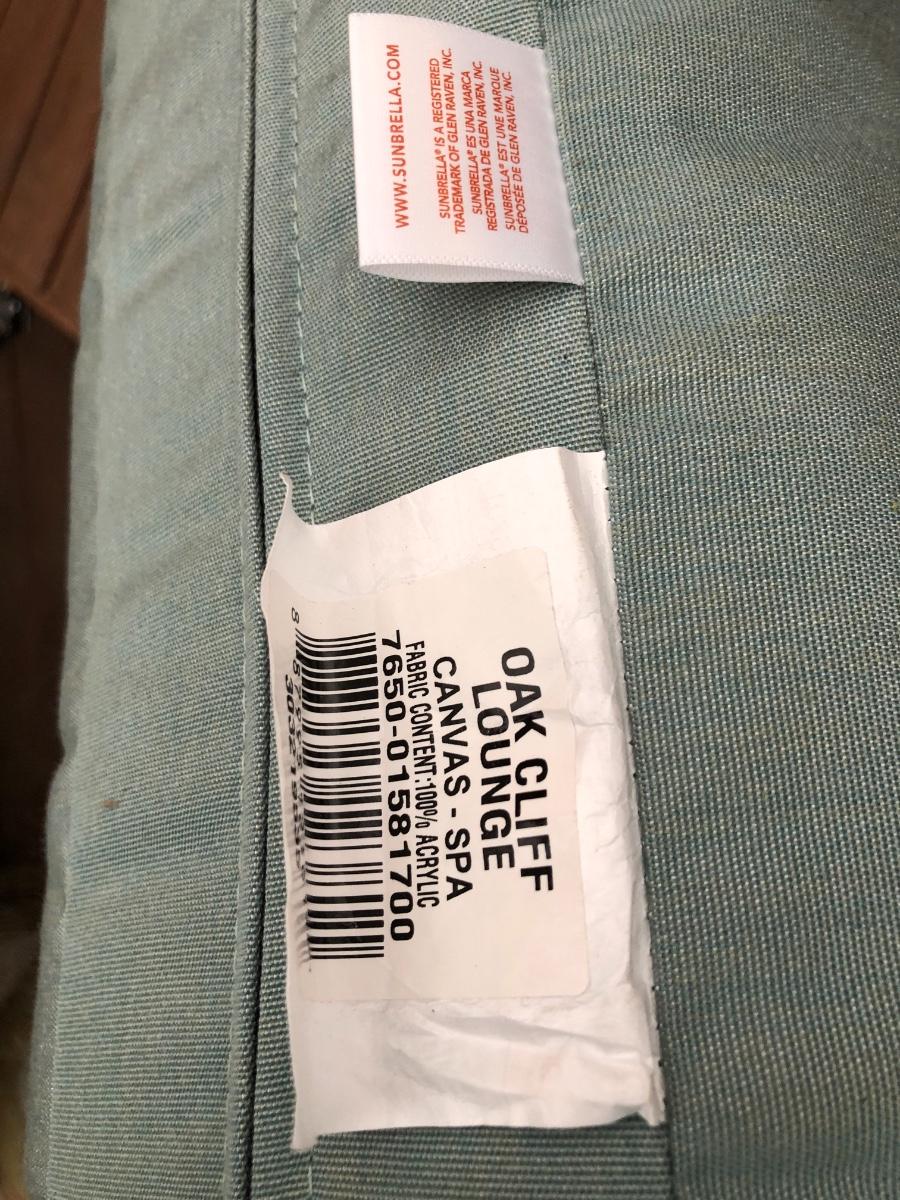 WWW.SUNBRELLA.COM
SUNBRELLA® IS A REGISTERED
TRADEMARK OF GLEN RAVEN, INC.
SUNBRELLA® ES UNA MARCA
REGISTRADA DE GLEN RAVEN, INC.
SUNBRELLA® EST UNE MARQUE
DÉPOSÉE DE GLEN RAVEN, INC.
OAK CLIFF
LOUNGE
CANVAS - SPA
FABRIC CONTENT:100% ACRYLIC
7650-01581700
8